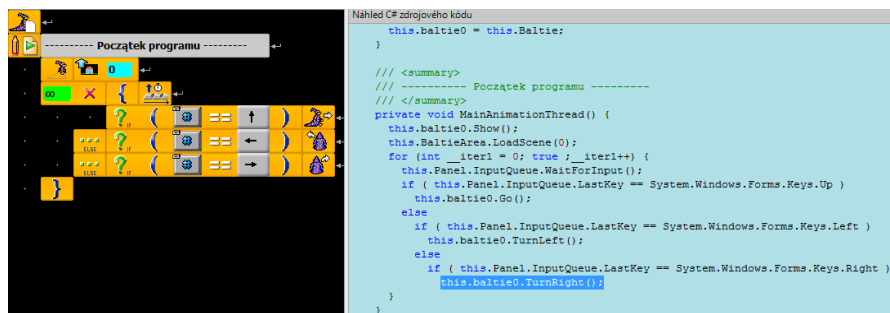 ---------- Początek programu ---------
0
∞ × {
? IF ( == ↑ )
ELSE ? IF ( == ← )
ELSE ? IF ( == → )
}
Náhled C# zdrojového kódu
this.baltie0 = this.Baltie;
}
/// <summary>
/// ---------- Początek programu ---------
/// </summary>
private void MainAnimationThread() {
this.baltie0.Show();
this.BaltieArea.LoadScene(0);
for (int __iter1 = 0; true ;__iter1++) {
this.Panel.InputQueue.WaitForInput();
if ( this.Panel.InputQueue.LastKey == System.Windows.Forms.Keys.Up )
this.baltie0.Go();
else
if ( this.Panel.InputQueue.LastKey == System.Windows.Forms.Keys.Left )
this.baltie0.TurnLeft();
else
if ( this.Panel.InputQueue.LastKey == System.Windows.Forms.Keys.Right )
this.baltie0.TurnRight();
}
}